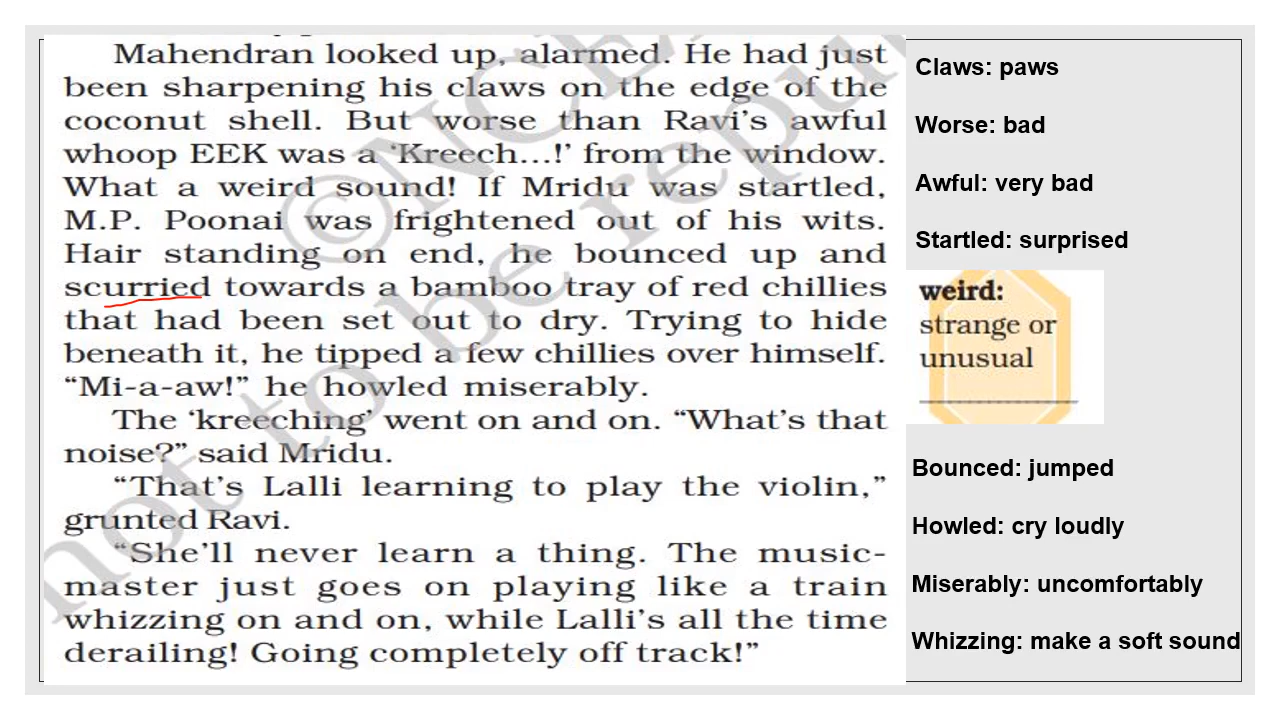 Mahendran looked up, alarmed. He had just
been sharpening his claws on the edge of the
coconut shell. But worse than Ravi’s awful
whoop EEK was a ‘Kreech...!’ from the window.
What a weird sound! If Mridu was startled,
M.P. Poonai was frightened out of his wits.
Hair standing on end, he bounced up and
scurried towards a bamboo tray of red chillies
that had been set out to dry. Trying to hide
beneath it, he tipped a few chillies over himself.
“Mi-a-aw!” he howled miserably.
The ‘kreeching’ went on and on. “What’s that
noise?” said Mridu.
“That’s Lalli learning to play the violin,”
grunted Ravi.
“She’ll never learn a thing. The music-
master just goes on playing like a train
whizzing on and on, while Lalli’s all the time
derailing! Going completely off track!”
Claws: paws
Worse: bad
Awful: very bad
Startled: surprised
weird:
strange or
unusual
Bounced: jumped
Howled: cry loudly
Miserably: uncomfortably
Whizzing: make a soft sound
©NCE
not to be repu